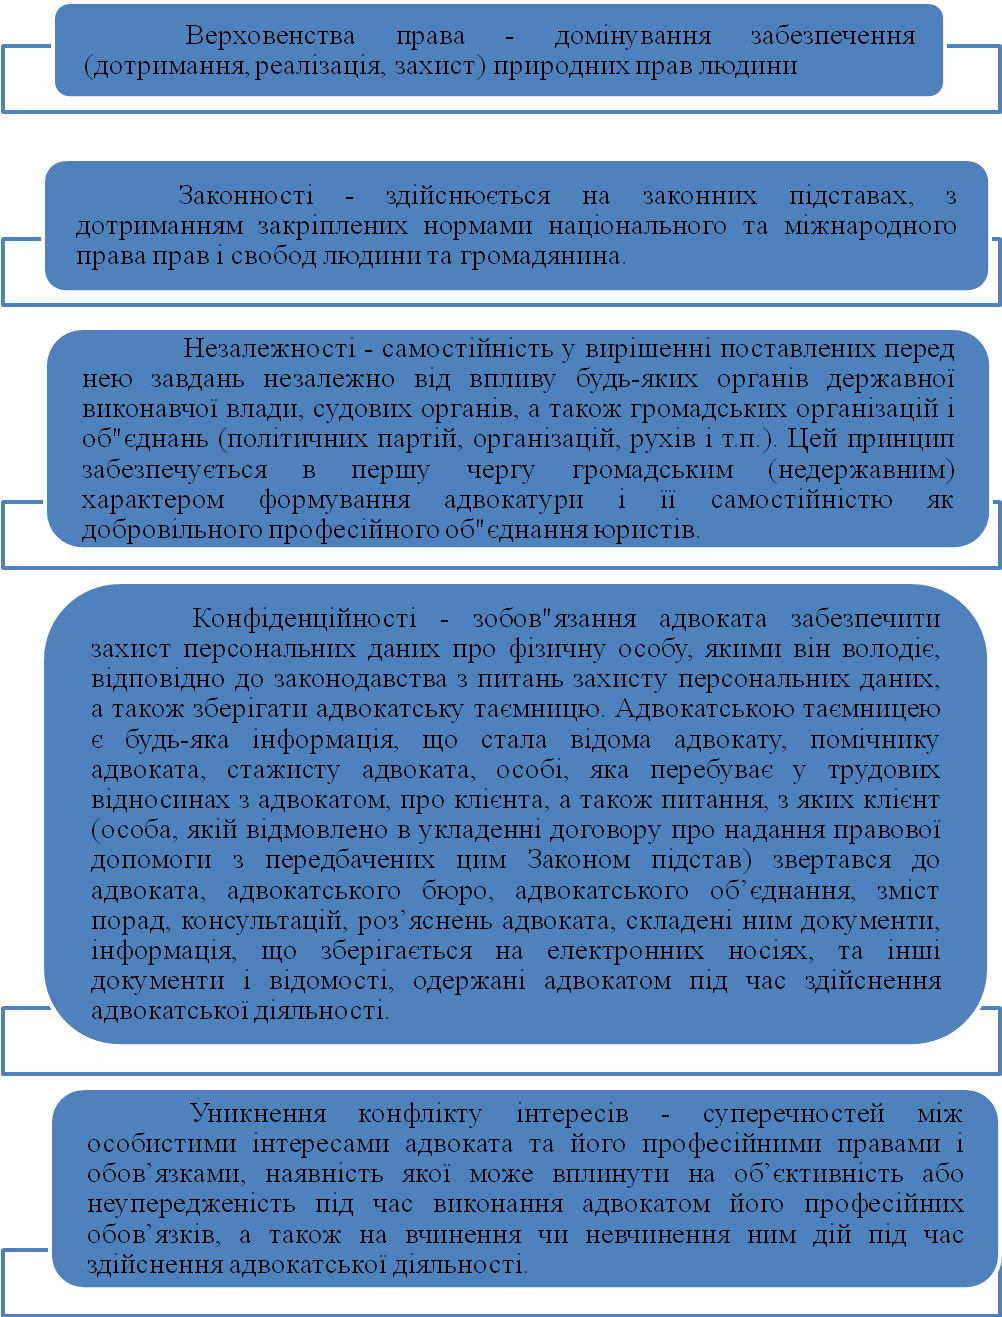 Верховенства права - домінування забезпечення
(дотримання, реалізація, захист) природних прав людини
Законності - здійснюється на законних підставах, з
дотриманням закріплених нормами національного та міжнародного
права прав і свобод людини та громадянина.
Незалежності - самостійність у вирішенні поставлених перед
нею завдань незалежно від впливу будь-яких органів державної
виконавчої влади, судових органів, а також громадських організацій і
об"єднань (політичних партій, організацій, рухів і т.п.). Цей принцип
забезпечується в першу чергу громадським (недержавним)
характером формування адвокатури і її самостійністю як
добровільного професійного об"єднання юристів.
Конфіденційності - зобов"язання адвоката забезпечити
захист персональних даних про фізичну особу, якими він володіє,
відповідно до законодавства з питань захисту персональних даних,
а також зберігати адвокатську таємницю. Адвокатською таємницею
є будь-яка інформація, що стала відома адвокату, помічнику
адвоката, стажисту адвоката, особі, яка перебуває у трудових
відносинах з адвокатом, про клієнта, а також питання, з яких клієнт
(особа, якій відмовлено в укладенні договору про надання правової
допомоги з передбачених цим Законом підстав) звертався до
адвоката, адвокатського бюро, адвокатського об’єднання, зміст
порад, консультацій, роз’яснень адвоката, складені ним документи,
інформація, що зберігається на електронних носіях, та інші
документи і відомості, одержані адвокатом під час здійснення
адвокатської діяльності.
Уникнення конфлікту інтересів - суперечностей між
особистими інтересами адвоката та його професійними правами і
обов’язками, наявність якої може вплинути на об’єктивність або
неупередженість під час виконання адвокатом його професійних
обов’язків, а також на вчинення чи невчинення ним дій під час
здійснення адвокатської діяльності.